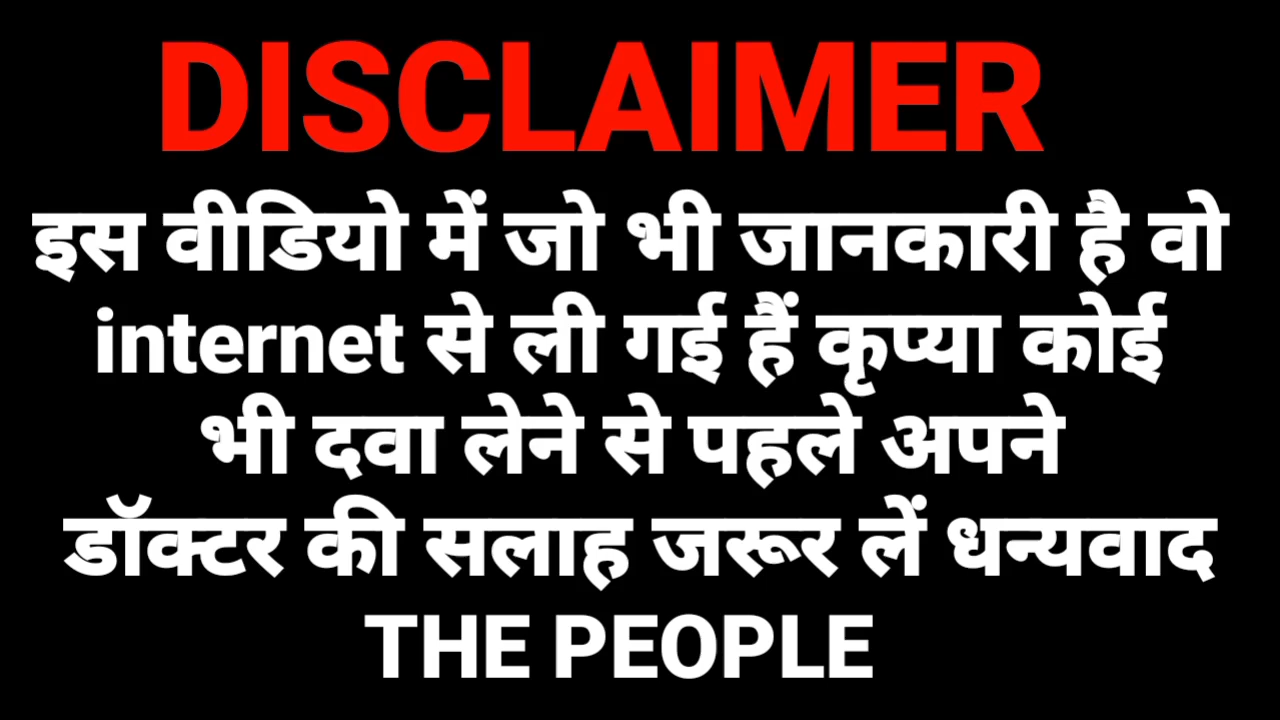 DISCLAIMER
इस वीडियो में जो भी जानकारी है वो
internet से ली गई हैं कृप्या कोई
भी दवा लेने से पहले अपने
डॉक्टर की सलाह जरूर लें धन्यवाद
THE PEOPLE